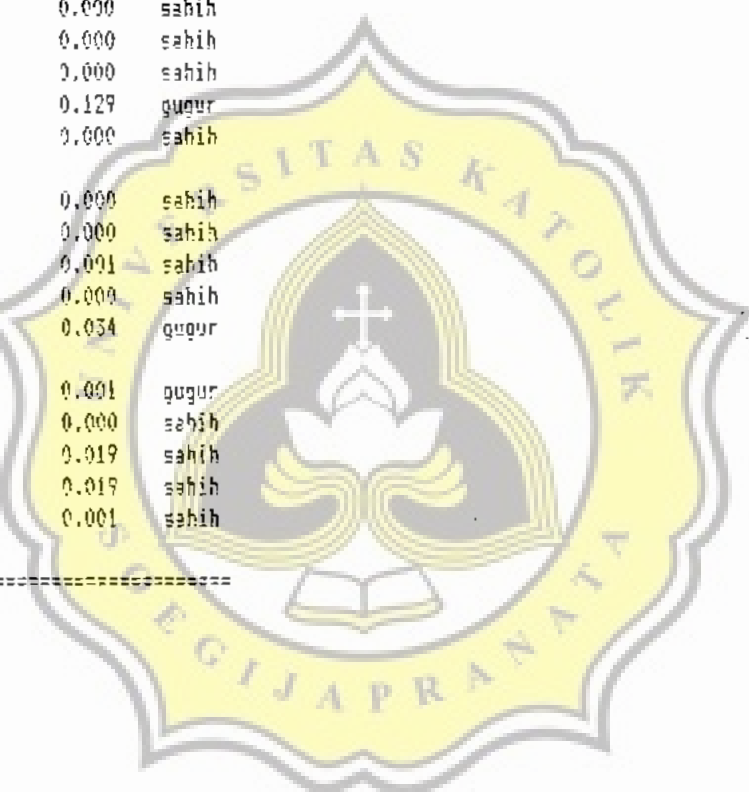 0.000 sahih
0.000 sahih
0.000 sahih
0.129 gugur
0.000 sahih
0.000 sahih
0.000 sahih
0.001 sahih
0.000 sahih
0.034 gugur
0.001 gugur
0.000 sahih
0.019 sahih
0.019 sahih
0.001 sahih
=======================
UNIVERSITAS KATOLIK
SOEGIJAPRANATA